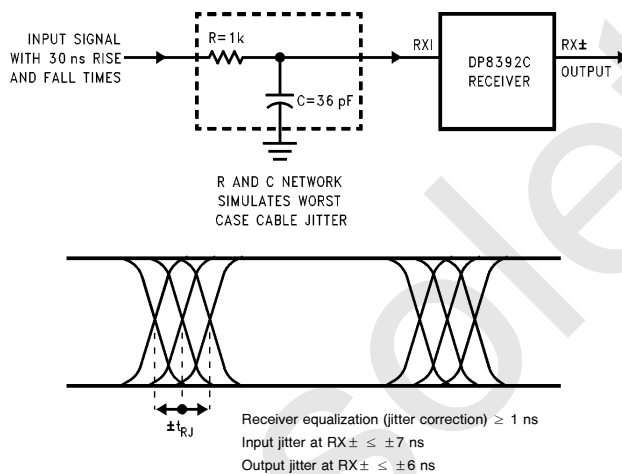 INPUT SIGNAL
WITH 30 ns RISE
AND FALL TIMES
R=1k
C=36 pF
RXI
DP8392C
RECEIVER
RX±
OUTPUT
R AND C NETWORK
SIMULATES WORST
CASE CABLE JITTER
±tRJ
Receiver equalization (jitter correction) ≥ 1 ns
Input jitter at RX± ≤ ±7 ns
Output jitter at RX± ≤ ±6 ns